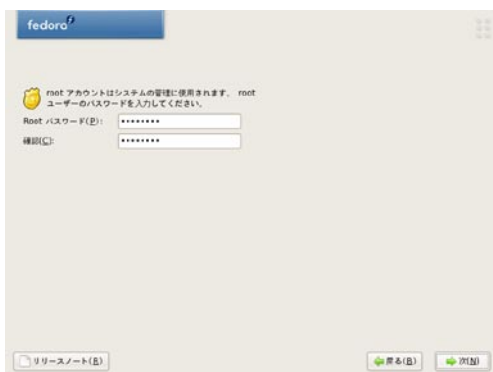 fedora
root アカウントはシステムの管理に使用されます。 root
ユーザーのパスワードを入力してください。
Root パスワード(P):
確認(C):
リリースノート(R)
戻る(B)
次(N)